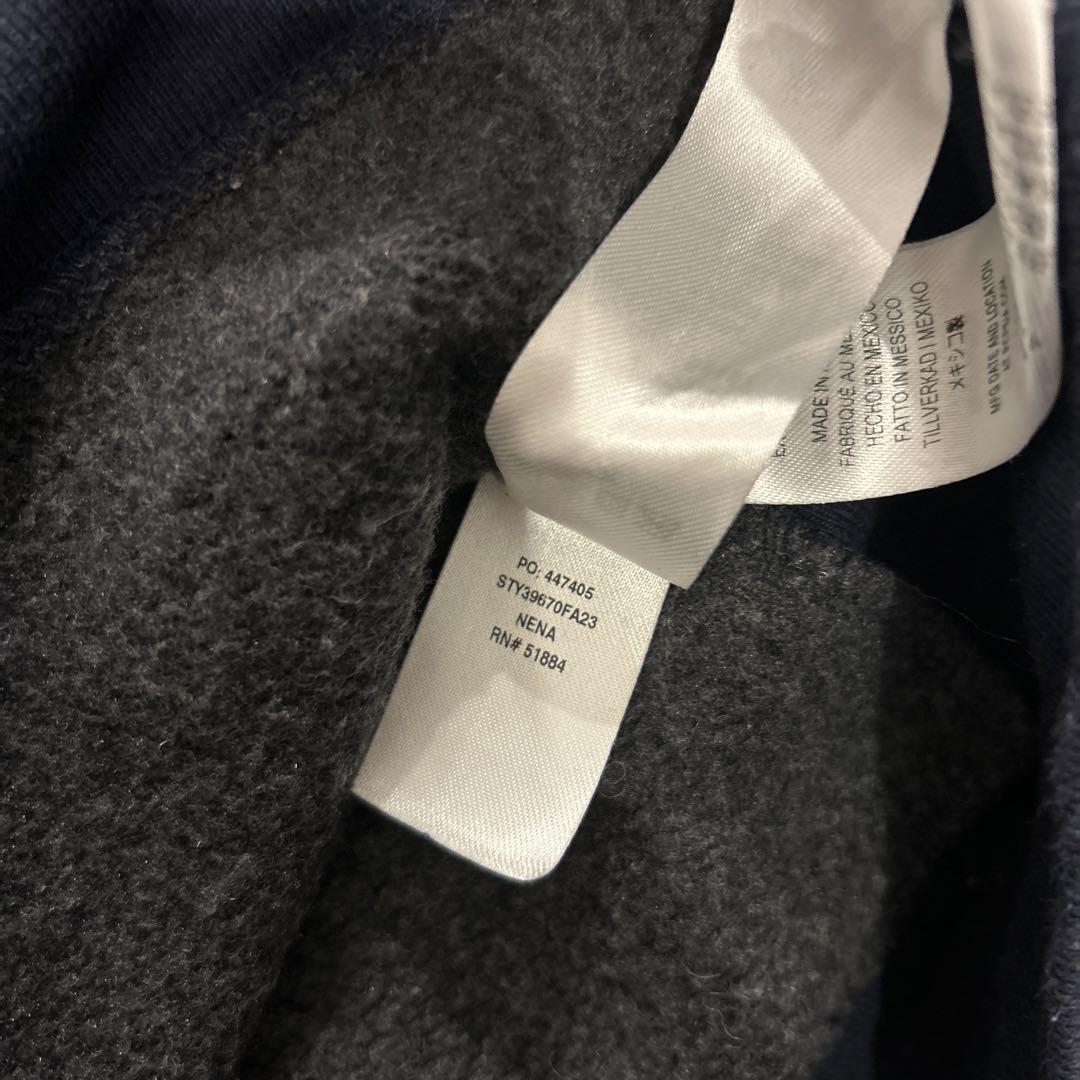 PO: 447405
STY39670FA23
NENA
RN# 51884
MADE IN
FABRIQUÉ AU
HECHO EN MEXICO
FATTO IN MESSICO
TILLVERKAD I MEXIKO
メキシコ製
MFG DATE AND LOCATION